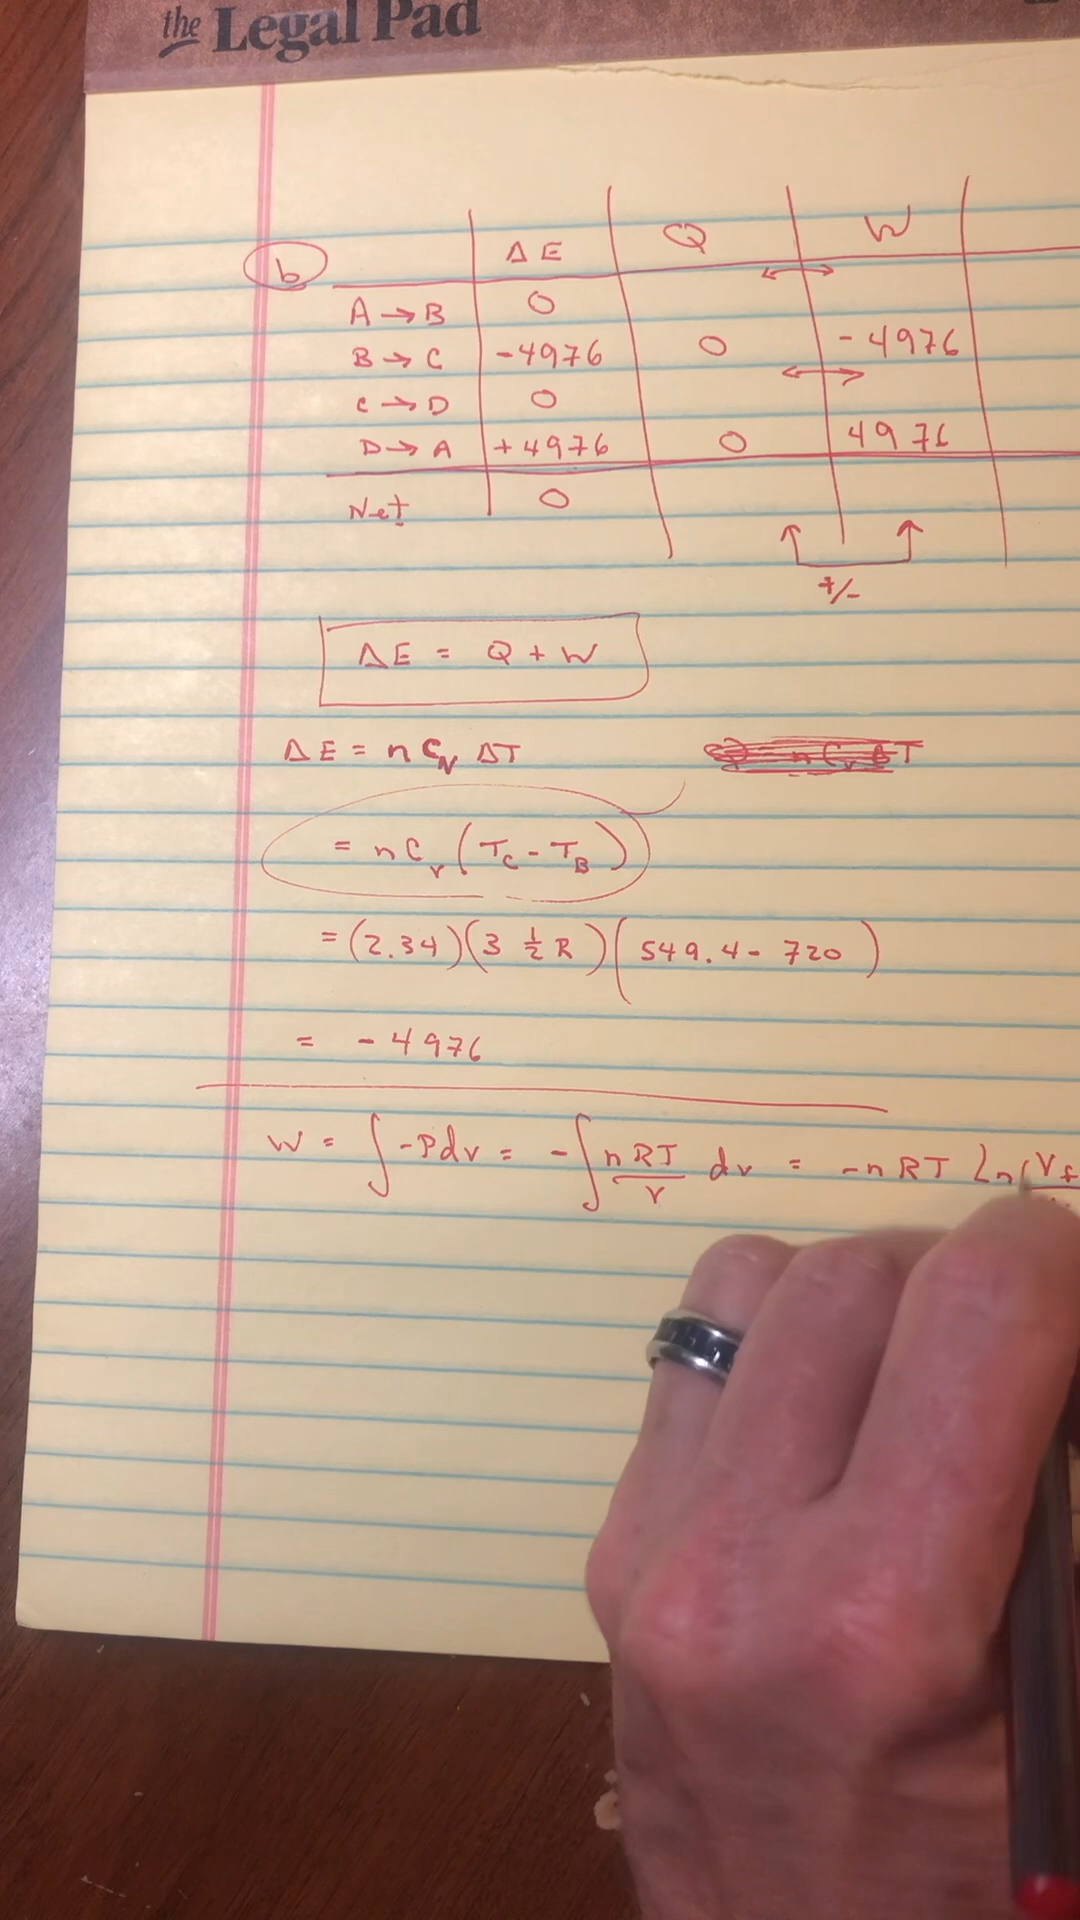 the Legal Pad
b ΔE Q W
A → B 0 ↔
B → C -4976 0 -4976
C → D 0 ↔
D → A +4976 0 4976
Net 0
+/-
ΔE = Q + W
ΔE = n Cv ΔT
= n Cv (Tc - TB)
= (2.34)(3 ½ R)(549.4 - 720)
= -4976
W = ∫ -Pdv = -∫ nRT/v dv = -nRT Ln(Vf